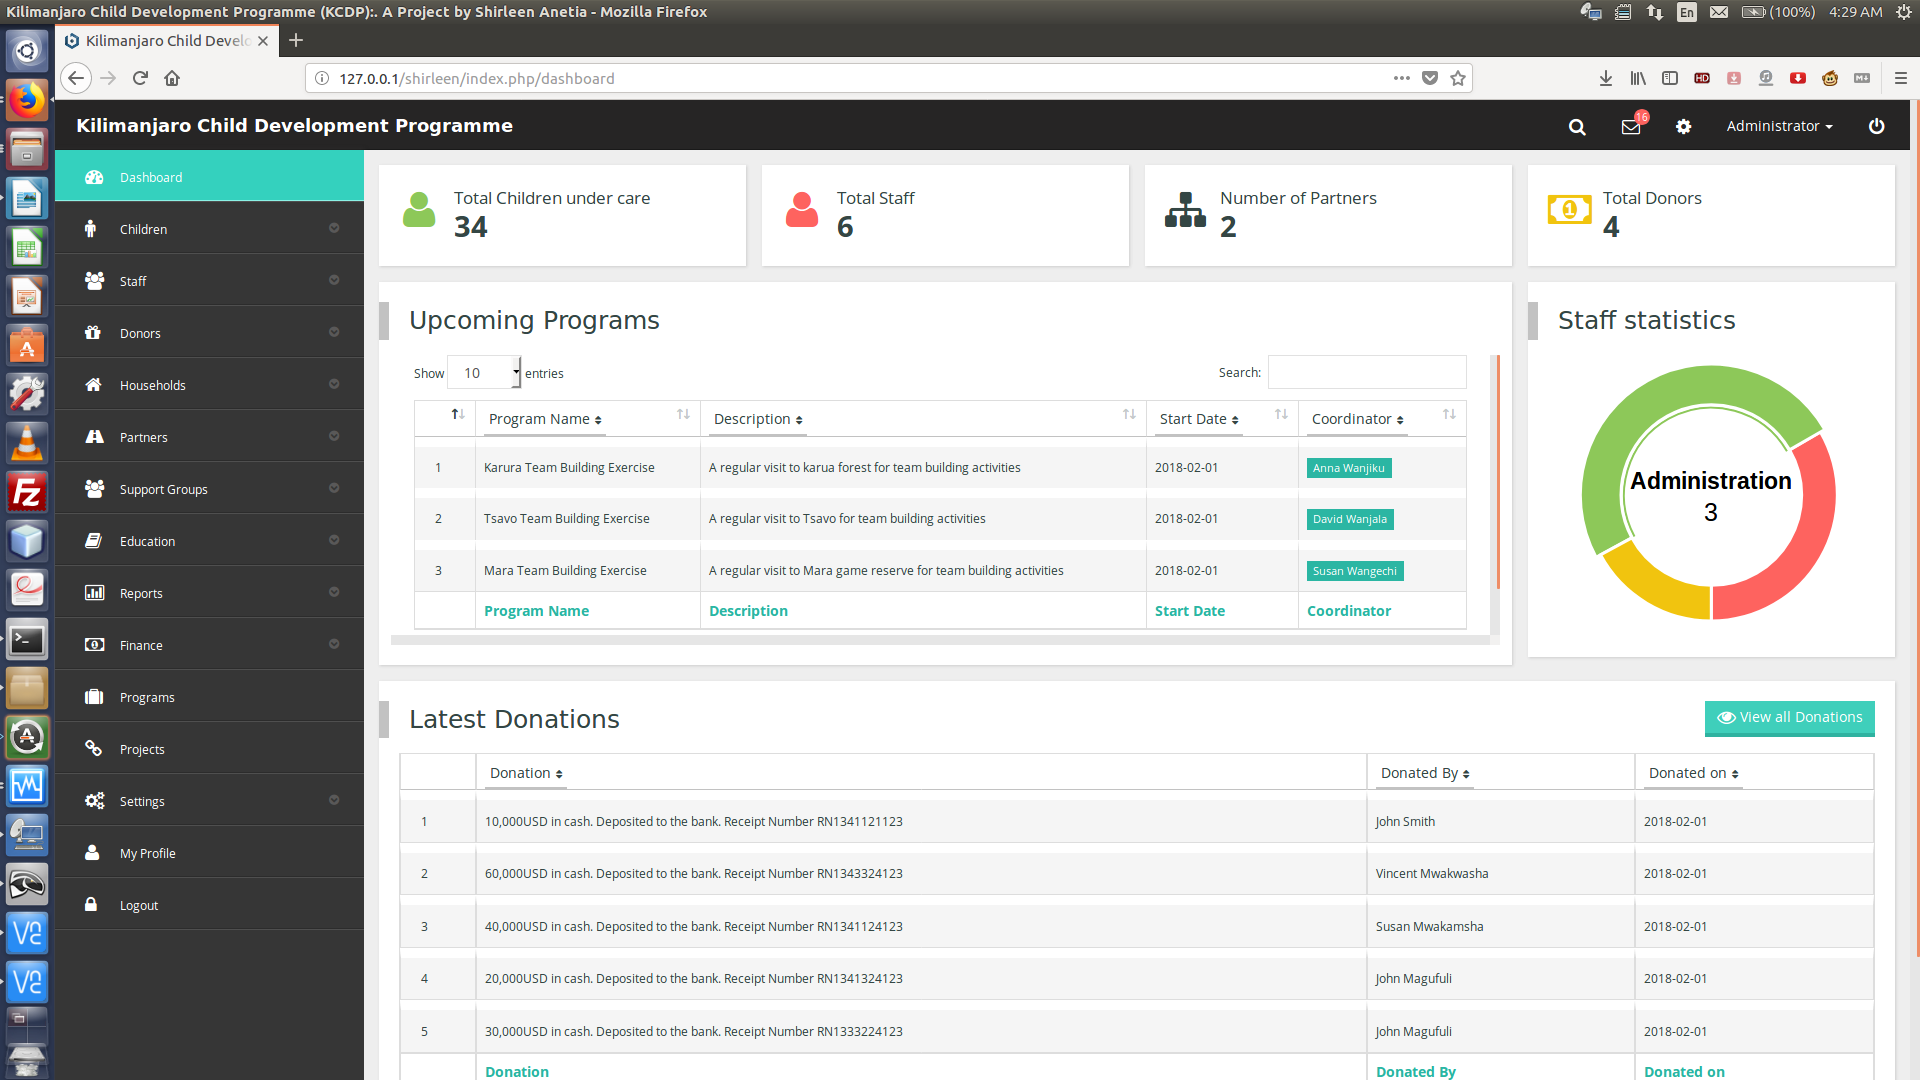 Kilimanjaro Child Development Programme (KCDP):. A Project by Shirleen Anetia - Mozilla Firefox
En (100%) 4:29 AM
Kilimanjaro Child Develo
127.0.0.1/shirleen/index.php/dashboard
HD
Kilimanjaro Child Development Programme
16
Administrator
Dashboard
Children
Staff
Donors
Households
Partners
Support Groups
Education
Reports
Finance
Programs
Projects
Settings
My Profile
Logout
Total Children under care
34
Total Staff
6
Number of Partners
2
Total Donors
4
Upcoming Programs
Show 10 entries
Search:
Program Name Description Start Date Coordinator
1 Karura Team Building Exercise A regular visit to karua forest for team building activities 2018-02-01 Anna Wanjiku
2 Tsavo Team Building Exercise A regular visit to Tsavo for team building activities 2018-02-01 David Wanjala
3 Mara Team Building Exercise A regular visit to Mara game reserve for team building activities 2018-02-01 Susan Wangechi
Program Name Description Start Date Coordinator
Staff statistics
Administration
3
Latest Donations
View all Donations
Donation Donated By Donated on
1 10,000USD in cash. Deposited to the bank. Receipt Number RN1341121123 John Smith 2018-02-01
2 60,000USD in cash. Deposited to the bank. Receipt Number RN1343324123 Vincent Mwakwasha 2018-02-01
3 40,000USD in cash. Deposited to the bank. Receipt Number RN1341124123 Susan Mwakamsha 2018-02-01
4 20,000USD in cash. Deposited to the bank. Receipt Number RN1341324123 John Magufuli 2018-02-01
5 30,000USD in cash. Deposited to the bank. Receipt Number RN1333224123 John Magufuli 2018-02-01
Donation Donated By Donated on